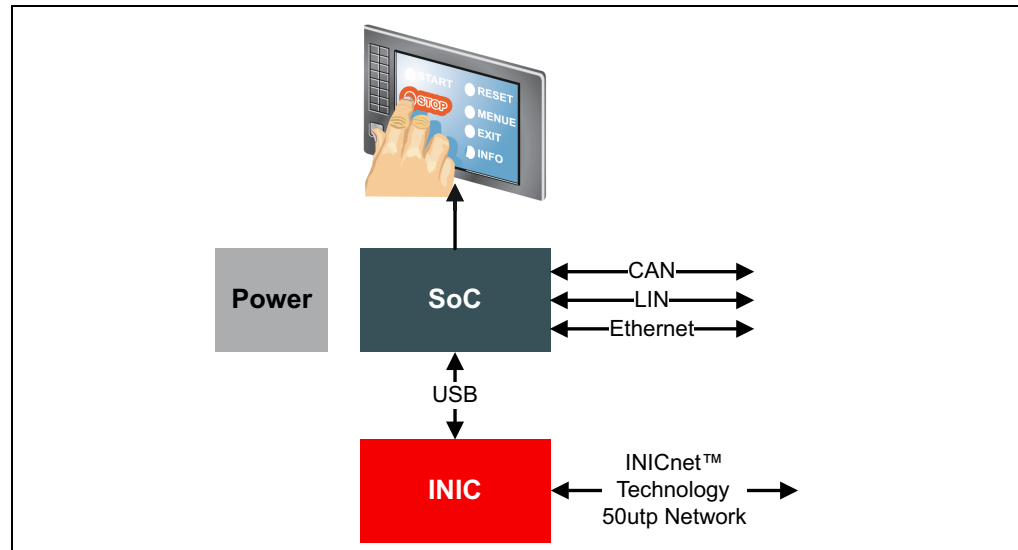 START
RESET
STOP
MENUE
EXIT
INFO
Power
SoC
CAN
LIN
Ethernet
USB
INIC
INICnet™
Technology
50utp Network